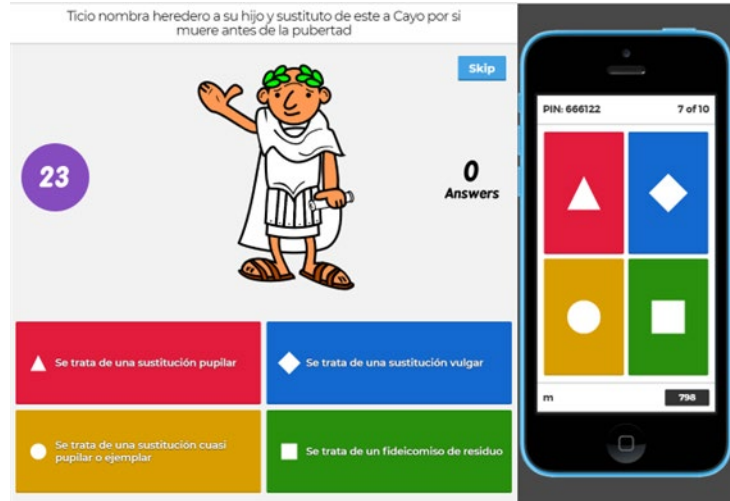 Ticio nombra heredero a su hijo y sustituto de este a Cayo por si
muere antes de la pubertad
Skip
23
0
Answers
Se trata de una sustitución pupilar
Se trata de una sustitución vulgar
Se trata de una sustitución cuasi
pupilar o ejemplar
Se trata de un fideicomiso de residuo
PIN: 666122
7 of 10
m
798